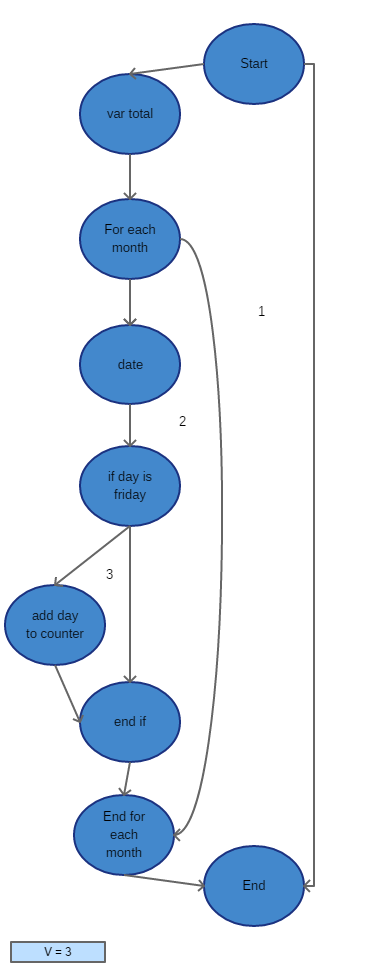 Start
var total
For each
month
1
date
2
if day is
friday
3
add day
to counter
end if
End for
each
month
End
V = 3